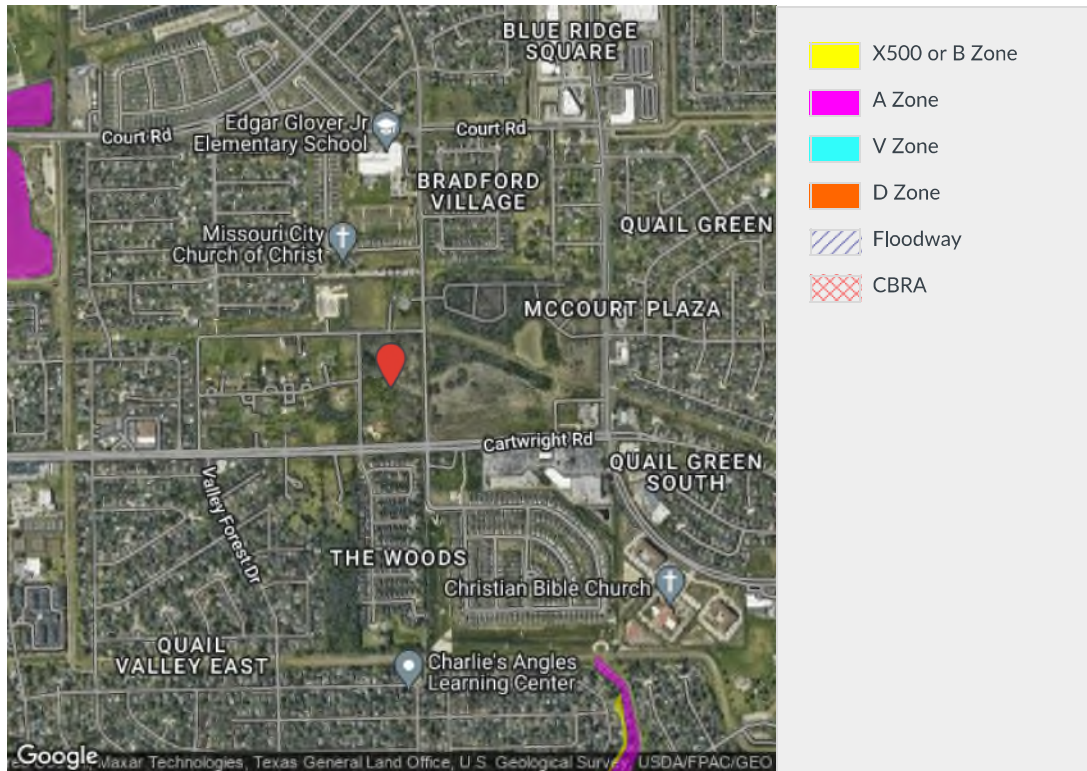 BLUE RIDGE
SQUARE
Court Rd
Edgar Glover Jr
Elementary School
Court Rd
BRADFORD
VILLAGE
QUAIL GREEN
Missouri City
Church of Christ
MCCOURT PLAZA
Cartwright Rd
QUAIL GREEN
SOUTH
Valley Forest Dr
THE WOODS
Christian Bible Church
QUAIL
VALLEY EAST
Charlie's Angles
Learning Center
Google
Maxar Technologies, Texas General Land Office, U.S. Geological Survey, USDA/FPAC/GEO
X500 or B Zone
A Zone
V Zone
D Zone
Floodway
CBRA